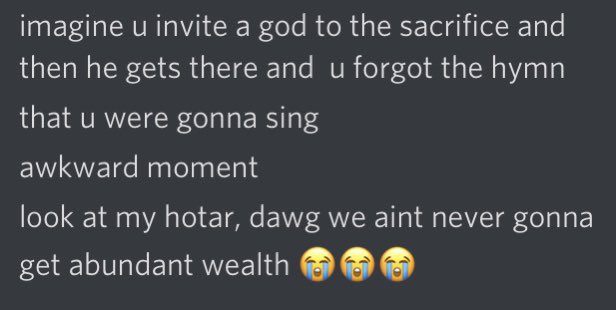 imagine u invite a god to the sacrifice and
then he gets there and  u forgot the hymn
that u were gonna sing
awkward moment
look at my hotar, dawg we aint never gonna
get abundant wealth 😭😭😭